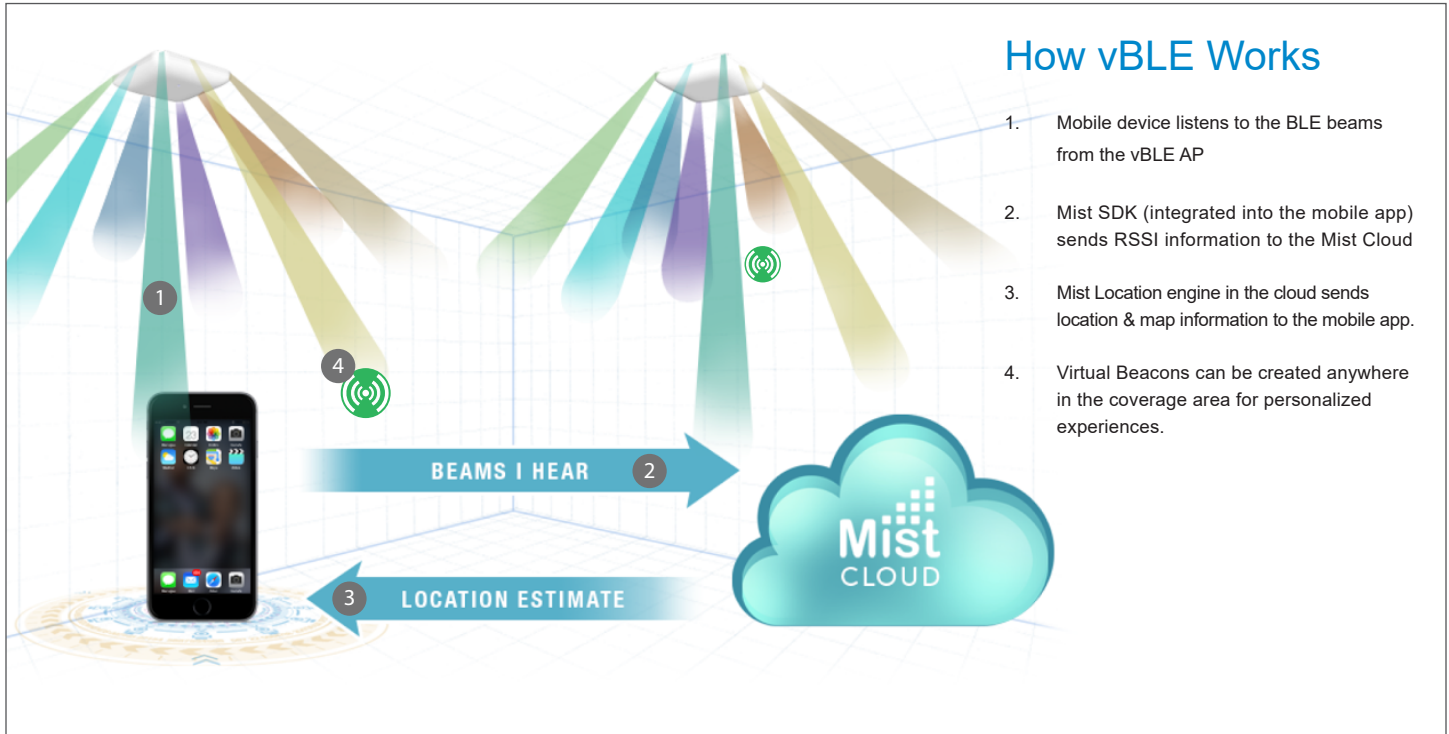 How vBLE Works
1. Mobile device listens to the BLE beams
from the vBLE AP
2. Mist SDK (integrated into the mobile app)
sends RSSI information to the Mist Cloud
3. Mist Location engine in the cloud sends
location & map information to the mobile app.
4. Virtual Beacons can be created anywhere
in the coverage area for personalized
experiences.
1
4
BEAMS I HEAR 2
Mist
CLOUD
3 LOCATION ESTIMATE
23